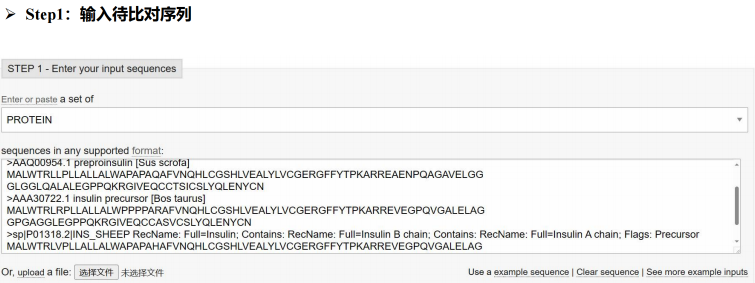 ➢ Step1：输入待比对序列
STEP 1 - Enter your input sequences
Enter or paste a set of
PROTEIN
sequences in any supported format:
>AAQ00954.1 preproinsulin [Sus scrofa]
MALWTRLLPLLALLALWAPAPAQAFVNQHLCGSHLVEALYLVCGERGFFYTPKARREAENPQAGAVELGG
GLGGLQALALEGPPQKRGIVEQCCTSICSLYQLENYCN
>AAA30722.1 insulin precursor [Bos taurus]
MALWTRLRPLLALLALWPPPPARAFVNQHLCGSHLVEALYLVCGERGFFYTPKARREVEGPQVGALELAG
GPGAGGLEGPPQKRGIVEQCCASVCSLYQLENYCN
>sp|P01318.2|INS_SHEEP RecName: Full=Insulin; Contains: RecName: Full=Insulin B chain; Contains: RecName: Full=Insulin A chain; Flags: Precursor
MALWTRLVPLLALLALWAPAPAHAFVNQHLCGSHLVEALYLVCGERGFFYTPKARREVEGPQVGALELAG
Or, upload a file: 选择文件 未选择文件 Use a example sequence | Clear sequence | See more example inputs